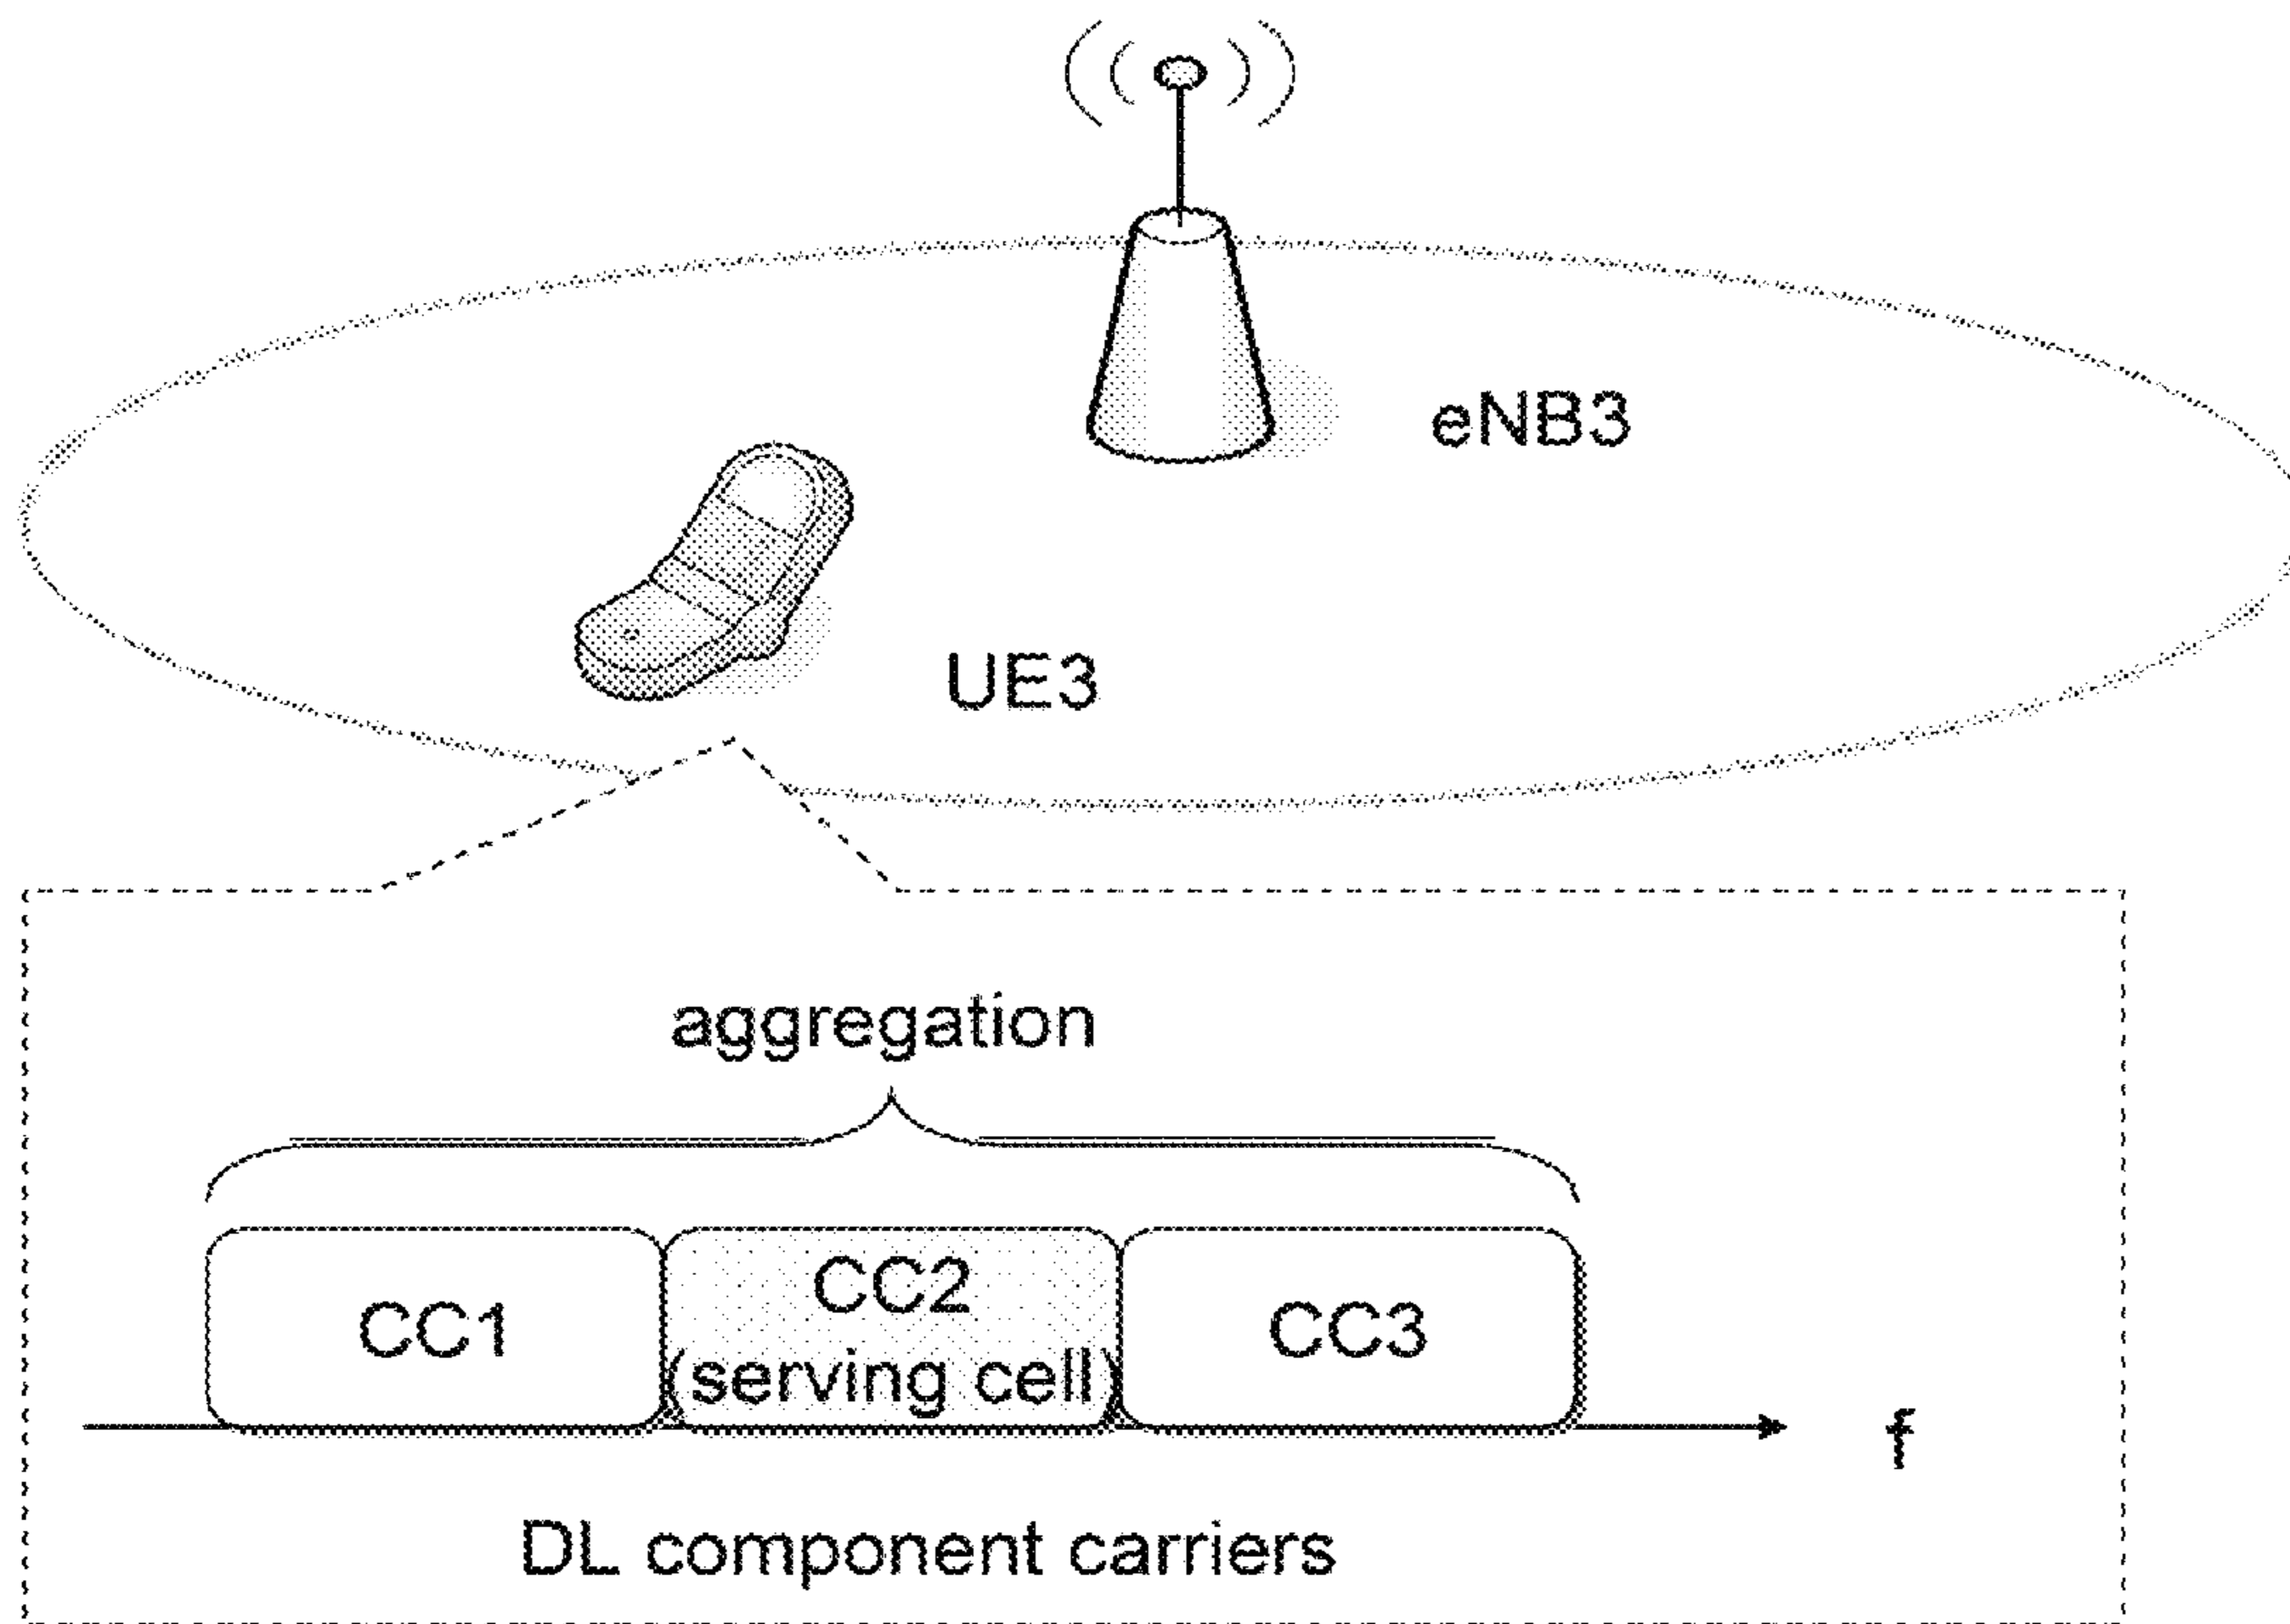 eNB3
UE3
aggregation
CC1
CC2
(serving cell)
CC3
f
DL component carriers